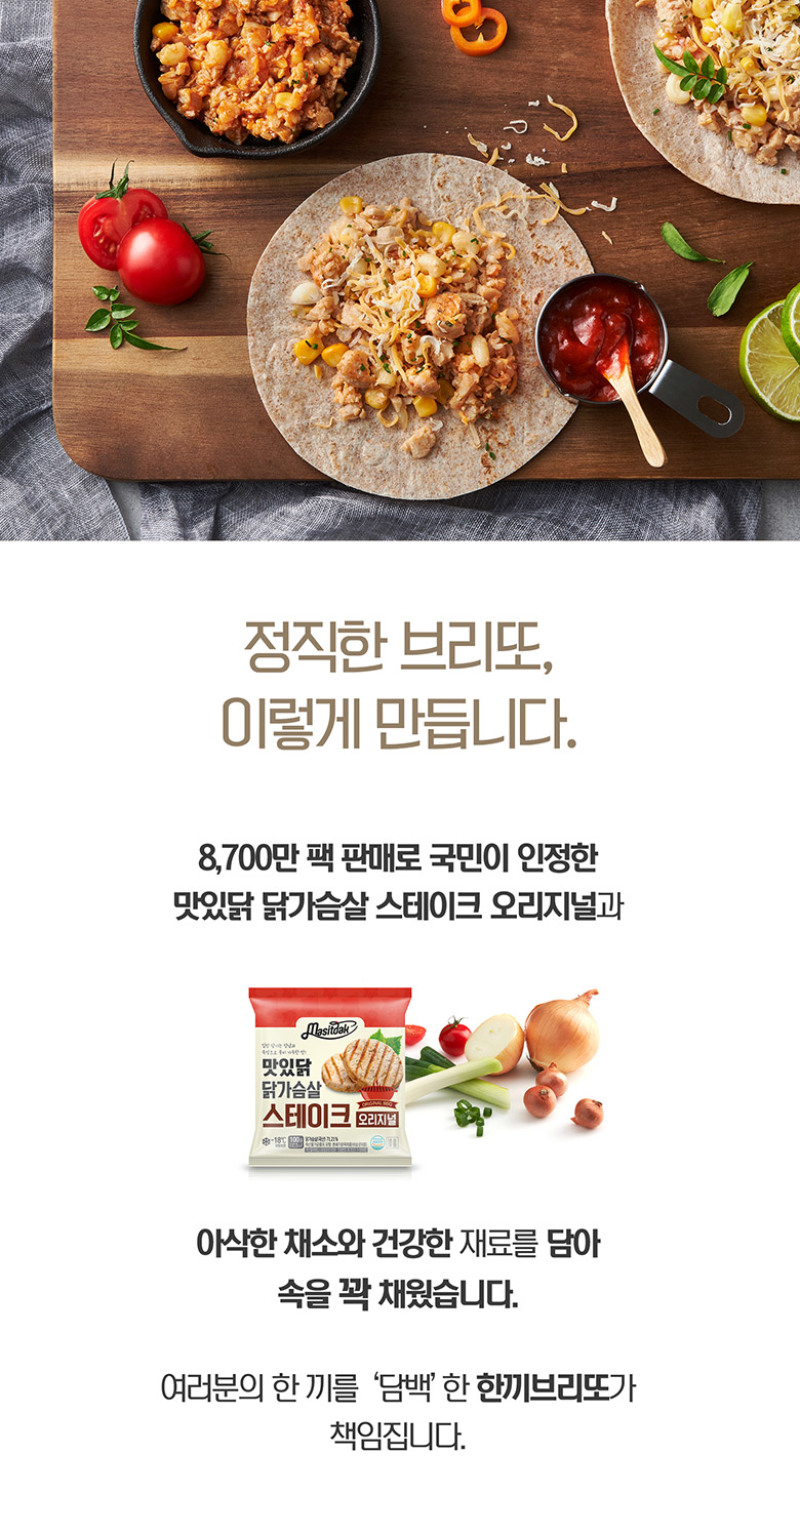 정직한 브리또,
이렇게 만듭니다.
8,700만 팩 판매로 국민이 인정한
맛있닭 닭가슴살 스테이크 오리지널과
Masitdak
맛있닭
닭가슴살
스테이크 오리지널
-18℃
아삭한 채소와 건강한 재료를 담아
속을 꽉 채웠습니다.
여러분의 한 끼를 ‘담백’ 한 한끼브리또가
책임집니다.